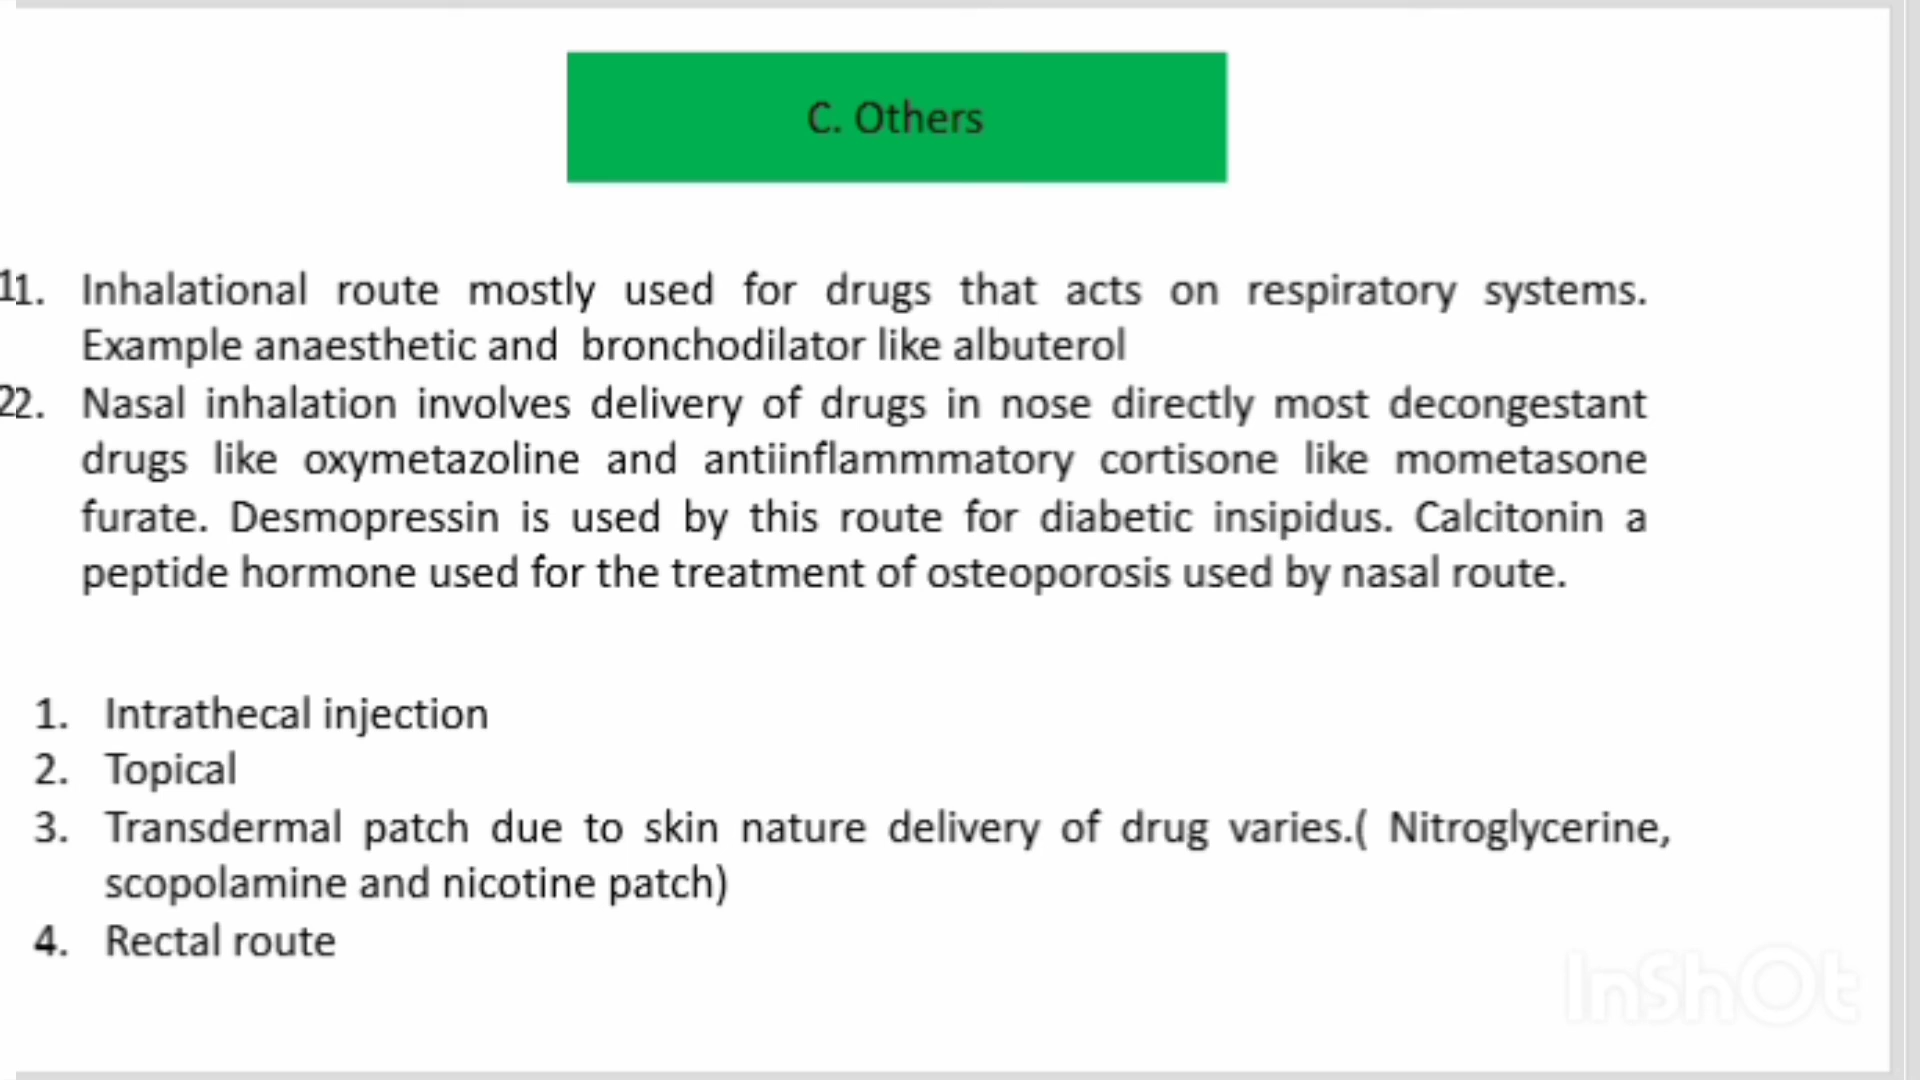 C. Others
11. Inhalational route mostly used for drugs that acts on respiratory systems.
Example anaesthetic and bronchodilator like albuterol
22. Nasal inhalation involves delivery of drugs in nose directly most decongestant
drugs like oxymetazoline and antiinflammmatory cortisone like mometasone
furate. Desmopressin is used by this route for diabetic insipidus. Calcitonin a
peptide hormone used for the treatment of osteoporosis used by nasal route.
1. Intrathecal injection
2. Topical
3. Transdermal patch due to skin nature delivery of drug varies.( Nitroglycerine,
scopolamine and nicotine patch)
4. Rectal route
InShOt